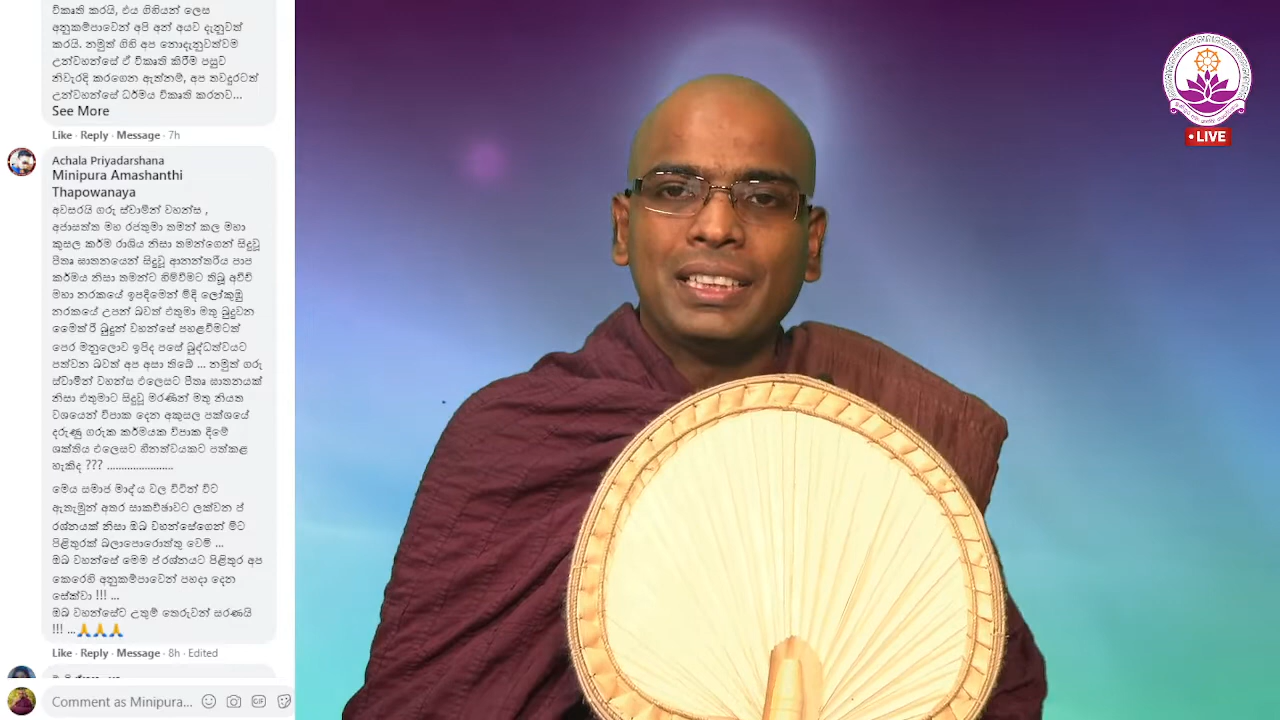 විකෘති කරයි, එය ගිහියන් ලෙස
අනුකම්පාවෙන් අපි අන් අයව දැනුවත්
කරයි. නමුත් ගිහි අප නොදැනුවත්වම
උන්වහන්සේ ඒ විකෘති කිරීම පසුව
නිවැරදි කරගෙන ඇත්නම්, අප තවදුරටත්
උන්වහන්සේ ධර්මය විකෘති කරනව...
See More
Like · Reply · Message · 7h
Achala Priyadarshana
Minipura Amashanthi
Thapowanaya
අවසරයි ගරු ස්වාමින් වහන්ස ,
අජාසත්ත මහ රජතුමා තමන් කල මහා
කුසල කර්ම රාශිය නිසා තමන්ගෙන් සිදුවූ
පීතෘ ඝාතනයෙන් සිදුවූ ආනන්තරීය පාප
කර්මය නිසා තමන්ට හිමිවීමට තිබූ අවීචි
මහා නරකයේ ඉපදීමෙන් මිදී ලෝකුඹු
නරකයේ උපන් බවත් එතුමා මතු බුදුවන
මෛත්‍රී බුදුන් වහන්සේ පහළවීමටත්
පෙර මනුලොව ඉපිද පසේ බුද්ධත්වයට
පත්වන බවත් අප අසා තිබේ ... නමුත් ගරු
ස්වාමින් වහන්ස එලෙසට පීතෘ ඝාතනයක්
නිසා එතුමාට සිදුවූ මරණින් මතු නියත
වශයෙන් විපාක දෙන අකුසල පක්ශයේ
දරුණු ගරුක කර්මයක විපාක දීමේ
ශක්තිය එලෙසට හීනත්වයකට පත්කළ
හැකිද ??? .......................
මෙය සමාජ මාද්‍ය වල විටින් විට
ඇතැමුන් අතර සාකච්ඡාවට ලක්වන ප්‍
රශ්නයක් නිසා ඔබ වහන්සේගෙන් මීට
පිළිතුරක් බලාපොරොත්තු වෙමි ...
ඔබ වහන්සේ මෙම ප්‍රශ්නයට පිළිතුර අප
කෙරෙහි අනුකම්පාවෙන් පහදා දෙන
සේක්වා !!! ...
ඔබ වහන්සේට උතුම් තෙරුවන් සරණයි
!!! ...🙏🙏🙏
Like · Reply · Message · 8h · Edited
Comment as Minipura...
GIF
• LIVE